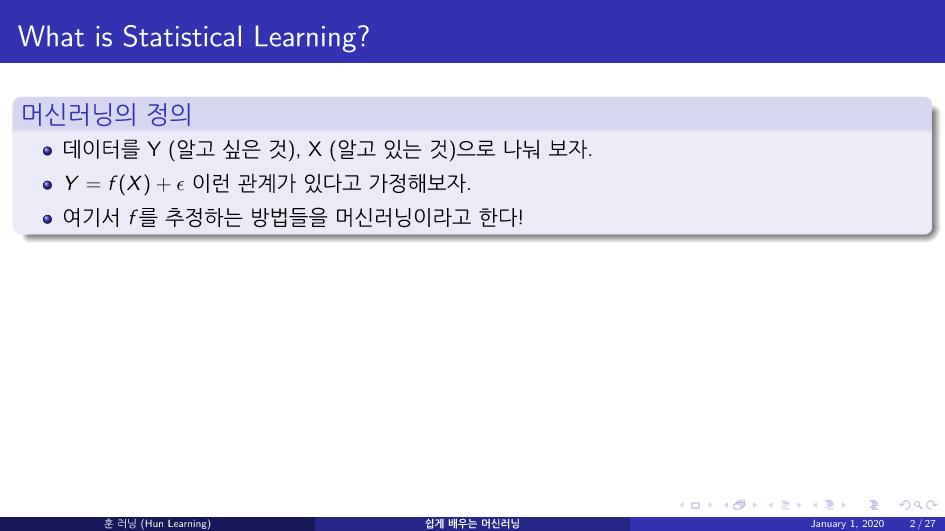 What is Statistical Learning?
머신러닝의 정의
데이터를 Y (알고 싶은 것), X (알고 있는 것)으로 나눠 보자.
Y = f(X) + ϵ 이런 관계가 있다고 가정해보자.
여기서 f를 추정하는 방법들을 머신러닝이라고 한다!
훈 러닝 (Hun Learning) 쉽게 배우는 머신러닝 January 1, 2020 2 / 27